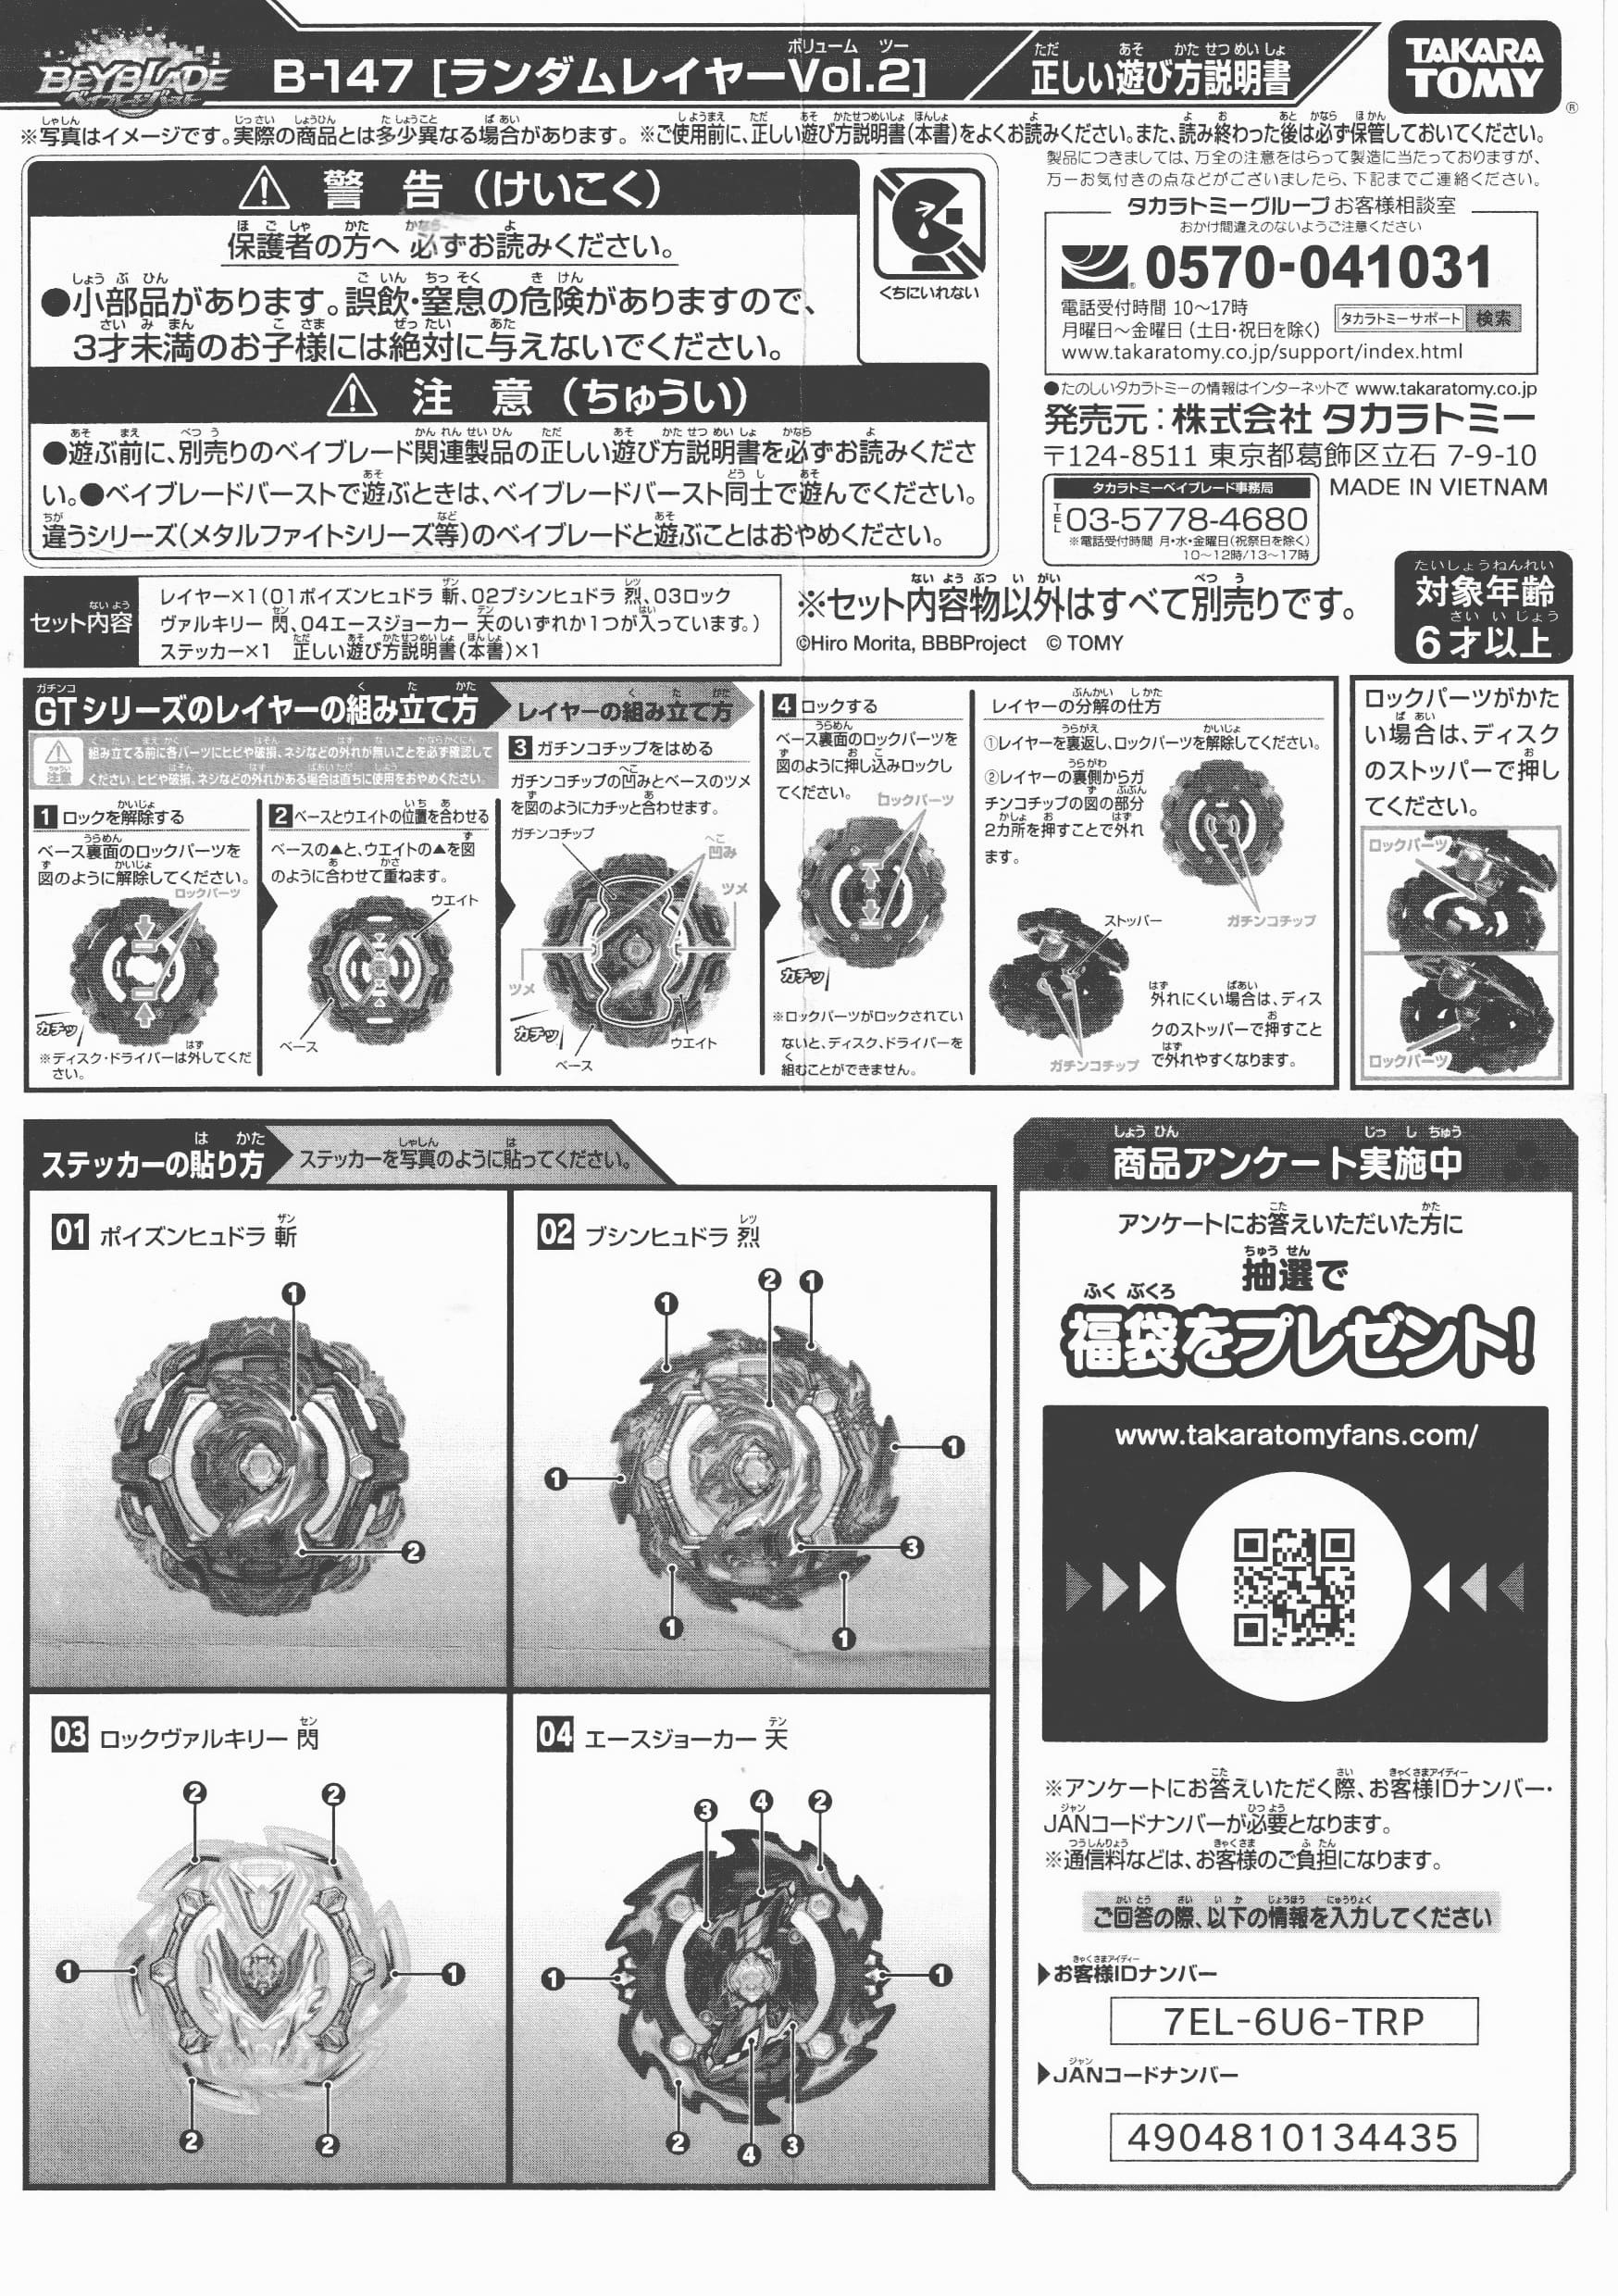 BEYBLADE
ベイブレードバースト
B-147 [ランダムレイヤーVol.2]
正しい遊び方説明書
TAKARA
TOMY
※写真はイメージです。実際の商品とは多少異なる場合があります。※ご使用前に、正しい遊び方説明書(本書)をよくお読みください。また、読み終わった後は必ず保管しておいてください。
警 告(けいこく)
保護者の方へ 必ずお読みください。
●小部品があります。誤飲・窒息の危険がありますので、
3才未満のお子様には絶対に与えないでください。
くちにいれない
注 意(ちゅうい)
●遊ぶ前に、別売りのベイブレード関連製品の正しい遊び方説明書を必ずお読みくださ
い。●ベイブレードバーストで遊ぶときは、ベイブレードバースト同士で遊んでください。
違うシリーズ(メタルファイトシリーズ等)のベイブレードと遊ぶことはおやめください。
製品につきましては、万全の注意をはらって製造に当たっておりますが、
万一お気付きの点などがございましたら、下記までご連絡ください。
タカラトミーグループ お客様相談室
おかけ間違えのないようご注意ください
0570-041031
電話受付時間 10〜17時
月曜日〜金曜日(土日・祝日を除く)
タカラトミーサポート 検索
www.takaratomy.co.jp/support/index.html
●たのしいタカラトミーの情報はインターネットで www.takaratomy.co.jp
発売元:株式会社 タカラトミー
〒124-8511 東京都葛飾区立石 7-9-10
タカラトミーベイブレード事務局
TEL 03-5778-4680
※電話受付時間 月・水・金曜日(祝祭日を除く)
10〜12時/13〜17時
MADE IN VIETNAM
セット内容
レイヤー×1(01ポイズンヒュドラ 斬、02ブシンヒュドラ 烈、03ロック
ヴァルキリー 閃、04エースジョーカー 天のいずれか1つが入っています。)
ステッカー×1 正しい遊び方説明書(本書)×1
※セット内容物以外はすべて別売りです。
©Hiro Morita, BBBProject © TOMY
対象年齢
6才以上
GTシリーズのレイヤーの組み立て方
レイヤーの組み立て方
注意
組み立てる前に各パーツにヒビや破損、ネジなどの外れが無いことを必ず確認して
ください。ヒビや破損、ネジなどの外れがある場合は直ちに使用をおやめください。
1 ロックを解除する
ベース裏面のロックパーツを
図のように解除してください。
ロックパーツ
カチッ
※ディスク・ドライバーは外してくだ
さい。
2 ベースとウエイトの位置を合わせる
ベースの▲と、ウエイトの▲を図
のように合わせて重ねます。
ウエイト
ベース
3 ガチンコチップをはめる
ガチンコチップの凹みとベースのツメ
を図のようにカチッと合わせます。
ガチンコチップ
凹み
ツメ
ツメ
カチッ
ウエイト
ベース
4 ロックする
ベース裏面のロックパーツを
図のように押し込みロックし
てください。
ロックパーツ
カチッ
※ロックパーツがロックされてい
ないと、ディスク、ドライバーを
組むことができません。
レイヤーの分解の仕方
①レイヤーを裏返し、ロックパーツを解除してください。
②レイヤーの裏側からガ
チンコチップの図の部分
2カ所を押すことで外れ
ます。
ガチンコチップ
ストッパー
外れにくい場合は、ディス
クのストッパーで押すこと
で外れやすくなります。
ガチンコチップ
ロックパーツがかた
い場合は、ディスク
のストッパーで押し
てください。
ロックパーツ
ロックパーツ
ステッカーの貼り方
ステッカーを写真のように貼ってください。
01 ポイズンヒュドラ 斬
1
2
02 ブシンヒュドラ 烈
1
2
1
1
1
3
1
1
03 ロックヴァルキリー 閃
2
2
1
1
2
2
04 エースジョーカー 天
3
4
2
1
1
2
4
3
商品アンケート実施中
アンケートにお答えいただいた方に
抽選で
福袋をプレゼント!
www.takaratomyfans.com/
※アンケートにお答えいただく際、お客様IDナンバー・
JANコードナンバーが必要となります。
※通信料などは、お客様のご負担になります。
ご回答の際、以下の情報を入力してください
▶お客様IDナンバー
7EL-6U6-TRP
▶JANコードナンバー
4904810134435